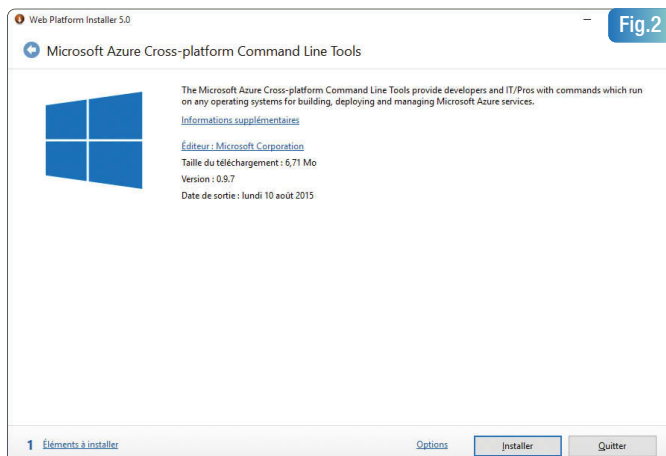 Web Platform Installer 5.0
Fig.2
Microsoft Azure Cross-platform Command Line Tools
The Microsoft Azure Cross-platform Command Line Tools provide developers and IT/Pros with commands which run
on any operating systems for building, deploying and managing Microsoft Azure services.
Informations supplémentaires
Éditeur : Microsoft Corporation
Taille du téléchargement : 6,71 Mo
Version : 0.9.7
Date de sortie : lundi 10 août 2015
1 Éléments à installer
Options
Installer
Quitter